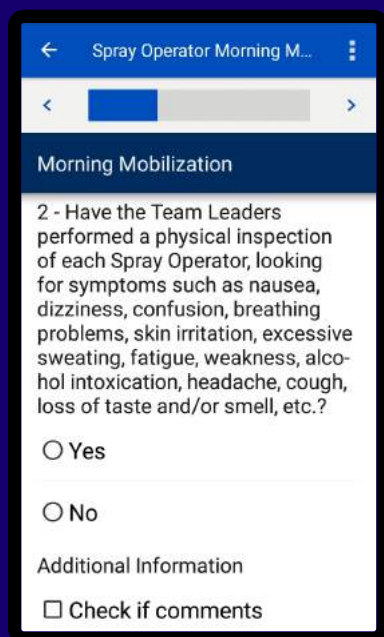 Spray Operator Morning M...
Morning Mobilization
2 - Have the Team Leaders
performed a physical inspection
of each Spray Operator, looking
for symptoms such as nausea,
dizziness, confusion, breathing
problems, skin irritation, excessive
sweating, fatigue, weakness, alco-
hol intoxication, headache, cough,
loss of taste and/or smell, etc.?
Yes
No
Additional Information
Check if comments